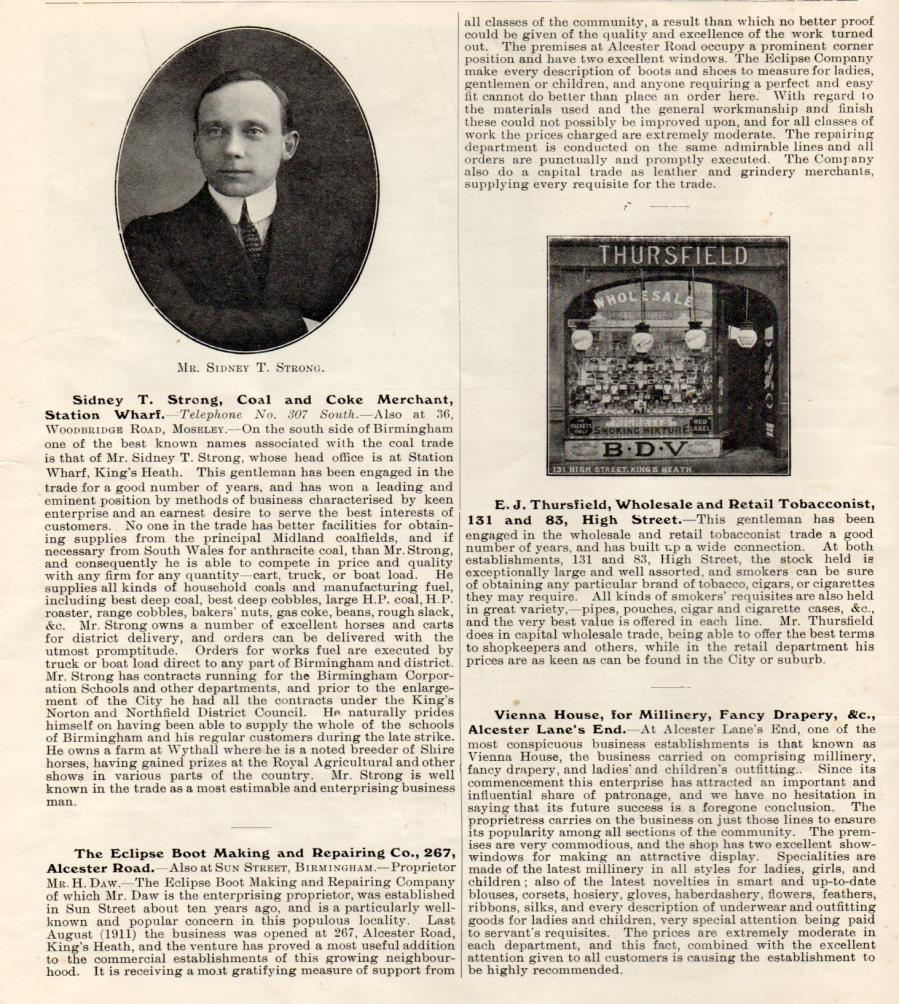 MR. SIDNEY T. STRONG.
Sidney T. Strong, Coal and Coke Merchant,
Station Wharf.—Telephone No. 307 South.—Also at 36,
WOODBRIDGE ROAD, MOSELEY.—On the south side of Birmingham
one of the best known names associated with the coal trade
is that of Mr. Sidney T. Strong, whose head office is at Station
Wharf, King's Heath. This gentleman has been engaged in the
trade for a good number of years, and has won a leading and
eminent position by methods of business characterised by keen
enterprise and an earnest desire to serve the best interests of
customers. No one in the trade has better facilities for obtain-
ing supplies from the principal Midland coalfields, and if
necessary from South Wales for anthracite coal, than Mr. Strong,
and consequently he is able to compete in price and quality
with any firm for any quantity—cart, truck, or boat load. He
supplies all kinds of household coals and manufacturing fuel,
including best deep coal, best deep cobbles, large H.P. coal, H.P.
roaster, range cobbles, bakers' nuts, gas coke, beans, rough slack,
&c. Mr. Strong owns a number of excellent horses and carts
for district delivery, and orders can be delivered with the
utmost promptitude. Orders for works fuel are executed by
truck or boat load direct to any part of Birmingham and district.
Mr. Strong has contracts running for the Birmingham Corpor-
ation Schools and other departments, and prior to the enlarge-
ment of the City he had all the contracts under the King's
Norton and Northfield District Council. He naturally prides
himself on having been able to supply the whole of the schools
of Birmingham and his regular customers during the late strike.
He owns a farm at Wythall where he is a noted breeder of Shire
horses, having gained prizes at the Royal Agricultural and other
shows in various parts of the country. Mr. Strong is well
known in the trade as a most estimable and enterprising business
man.
The Eclipse Boot Making and Repairing Co., 267,
Alcester Road.—Also at SUN STREET, BIRMINGHAM.—Proprietor
MR. H. DAW.—The Eclipse Boot Making and Repairing Company
of which Mr. Daw is the enterprising proprietor, was established
in Sun Street about ten years ago, and is a particularly well-
known and popular concern in this populous locality. Last
August (1911) the business was opened at 267, Alcester Road,
King's Heath, and the venture has proved a most useful addition
to the commercial establishments of this growing neighbour-
hood. It is receiving a most gratifying measure of support from
all classes of the community, a result than which no better proof
could be given of the quality and excellence of the work turned
out. The premises at Alcester Road occupy a prominent corner
position and have two excellent windows. The Eclipse Company
make every description of boots and shoes to measure for ladies,
gentlemen or children, and anyone requiring a perfect and easy
fit cannot do better than place an order here. With regard to
the materials used and the general workmanship and finish
these could not possibly be improved upon, and for all classes of
work the prices charged are extremely moderate. The repairing
department is conducted on the same admirable lines and all
orders are punctually and promptly executed. The Company
also do a capital trade as leather and grindery merchants,
supplying every requisite for the trade.
THURSFIELD
WHOLESALE
SMOKING MIXTURE
RED
LABEL
B·D·V
131 HIGH STREET, KINGS HEATH
E. J. Thursfield, Wholesale and Retail Tobacconist,
131 and 83, High Street.—This gentleman has been
engaged in the wholesale and retail tobacconist trade a good
number of years, and has built up a wide connection. At both
establishments, 131 and 83, High Street, the stock held is
exceptionally large and well assorted, and smokers can be sure
of obtaining any particular brand of tobacco, cigars, or cigarettes
they may require. All kinds of smokers' requisites are also held
in great variety,—pipes, pouches, cigar and cigarette cases, &c.,
and the very best value is offered in each line. Mr. Thursfield
does in capital wholesale trade, being able to offer the best terms
to shopkeepers and others, while in the retail department his
prices are as keen as can be found in the City or suburb.
Vienna House, for Millinery, Fancy Drapery, &c.,
Alcester Lane's End.—At Alcester Lane's End, one of the
most conspicuous business establishments is that known as
Vienna House, the business carried on comprising millinery,
fancy drapery, and ladies' and children's outfitting.. Since its
commencement this enterprise has attracted an important and
influential share of patronage, and we have no hesitation in
saying that its future success is a foregone conclusion. The
proprietress carries on the business on just those lines to ensure
its popularity among all sections of the community. The prem-
ises are very commodious, and the shop has two excellent show-
windows for making an attractive display. Specialities are
made of the latest millinery in all styles for ladies, girls, and
children; also of the latest novelties in smart and up-to-date
blouses, corsets, hosiery, gloves, haberdashery, flowers, feathers,
ribbons, silks, and every description of underwear and outfitting
goods for ladies and children, very special attention being paid
to servant's requisites. The prices are extremely moderate in
each department, and this fact, combined with the excellent
attention given to all customers is causing the establishment to
be highly recommended.